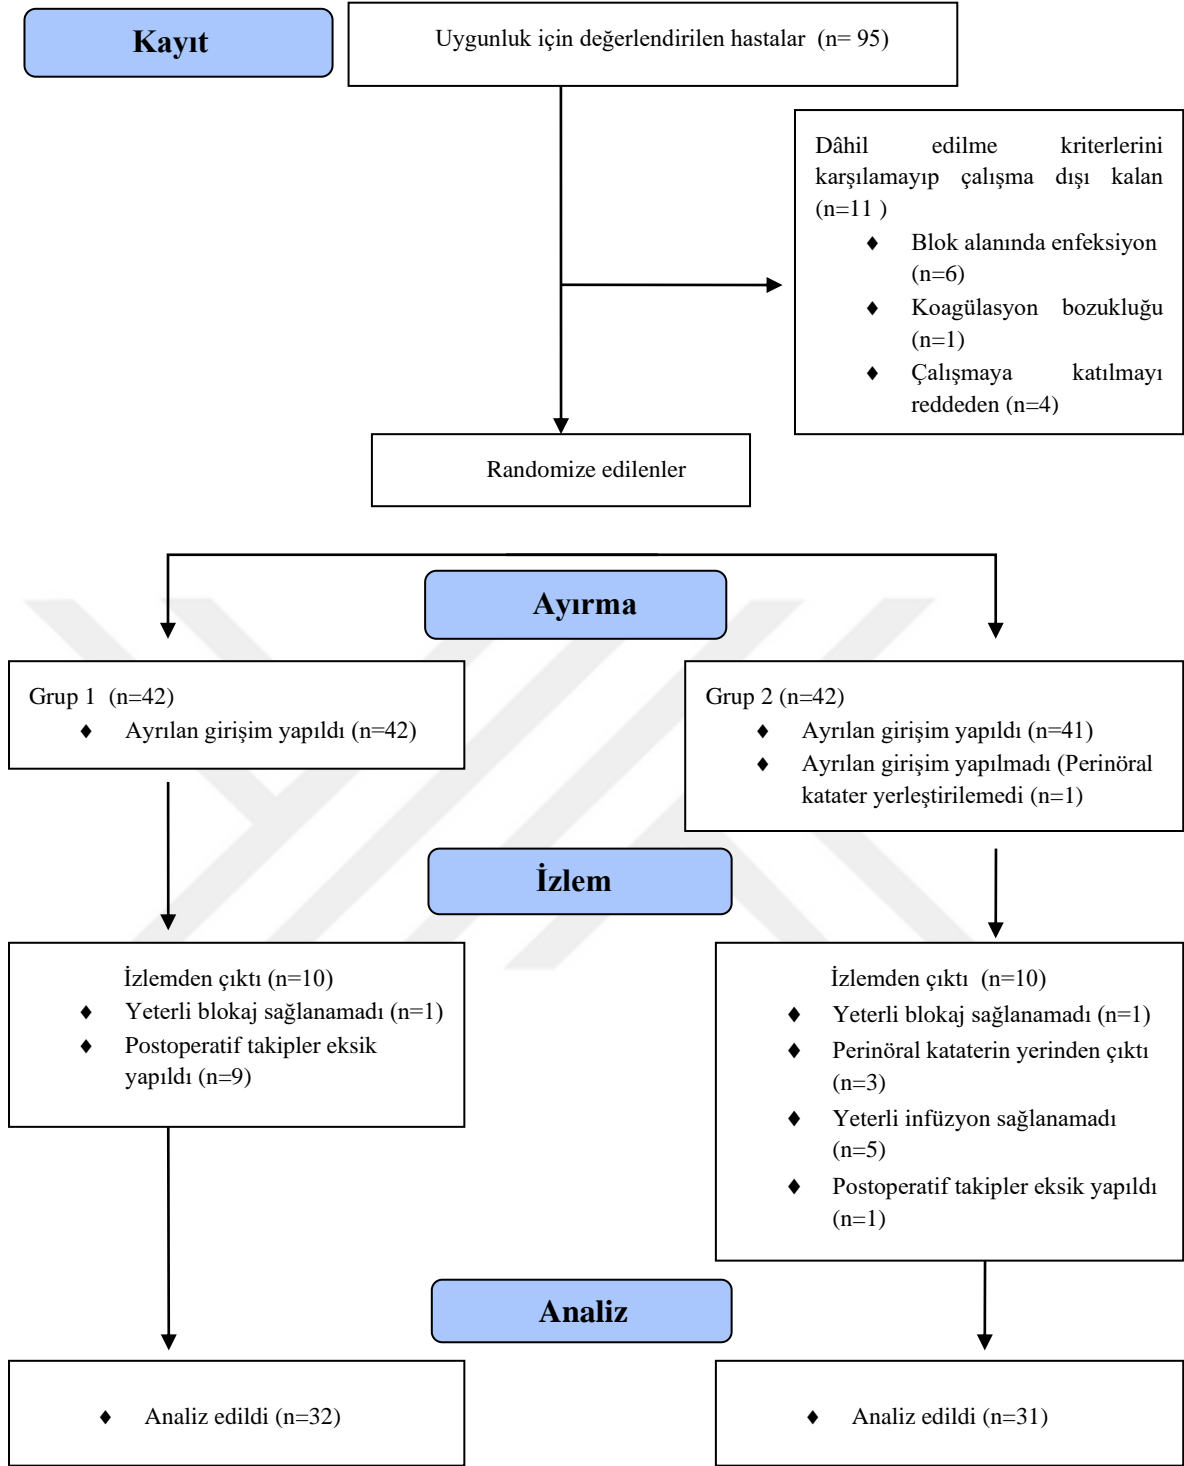 Kayıt
Uygunluk için değerlendirilen hastalar (n= 95)
Dâhil edilme kriterlerini
karşılamayıp çalışma dışı kalan
(n=11 )
♦ Blok alanında enfeksiyon
(n=6)
♦ Koagülasyon bozukluğu
(n=1)
♦ Çalışmaya katılmayı
reddeden (n=4)
Randomize edilenler
Ayırma
Grup 1 (n=42)
♦ Ayrılan girişim yapıldı (n=42)
Grup 2 (n=42)
♦ Ayrılan girişim yapıldı (n=41)
♦ Ayrılan girişim yapılmadı (Perinöral
katater yerleştirilemedi (n=1)
İzlem
İzlemden çıktı (n=10)
♦ Yeterli blokaj sağlanamadı (n=1)
♦ Postoperatif takipler eksik
yapıldı (n=9)
İzlemden çıktı (n=10)
♦ Yeterli blokaj sağlanamadı (n=1)
♦ Perinöral kataterin yerinden çıktı
(n=3)
♦ Yeterli infüzyon sağlanamadı
(n=5)
♦ Postoperatif takipler eksik yapıldı
(n=1)
Analiz
♦ Analiz edildi (n=32)
♦ Analiz edildi (n=31)